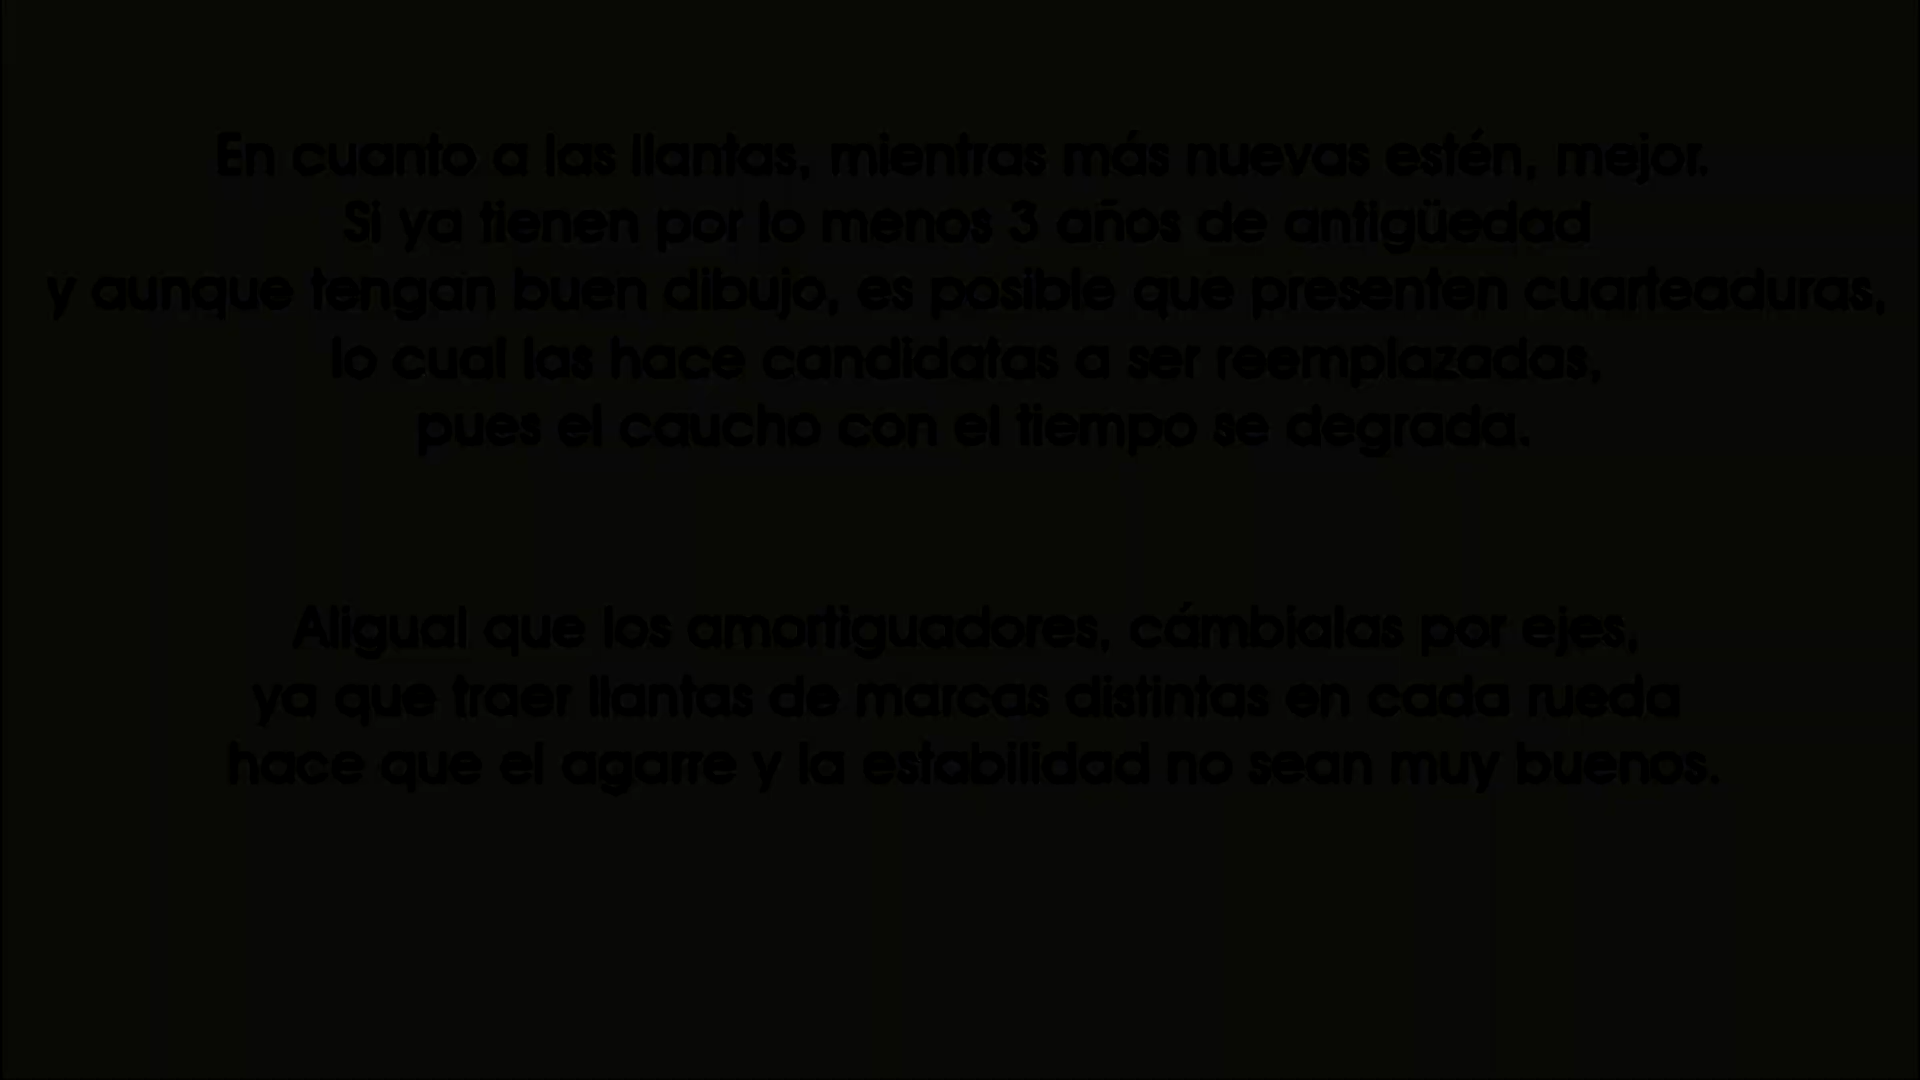 En cuanto a las llantas, mientras más nuevas estén, mejor.
Si ya tienen por lo menos 3 años de antigüedad
y aunque tengan buen dibujo, es posible que presenten cuarteaduras,
lo cual las hace candidatas a ser reemplazadas,
pues el caucho con el tiempo se degrada.
Aligual que los amortiguadores, cámbialas por ejes,
ya que traer llantas de marcas distintas en cada rueda
hace que el agarre y la estabilidad no sean muy buenos.